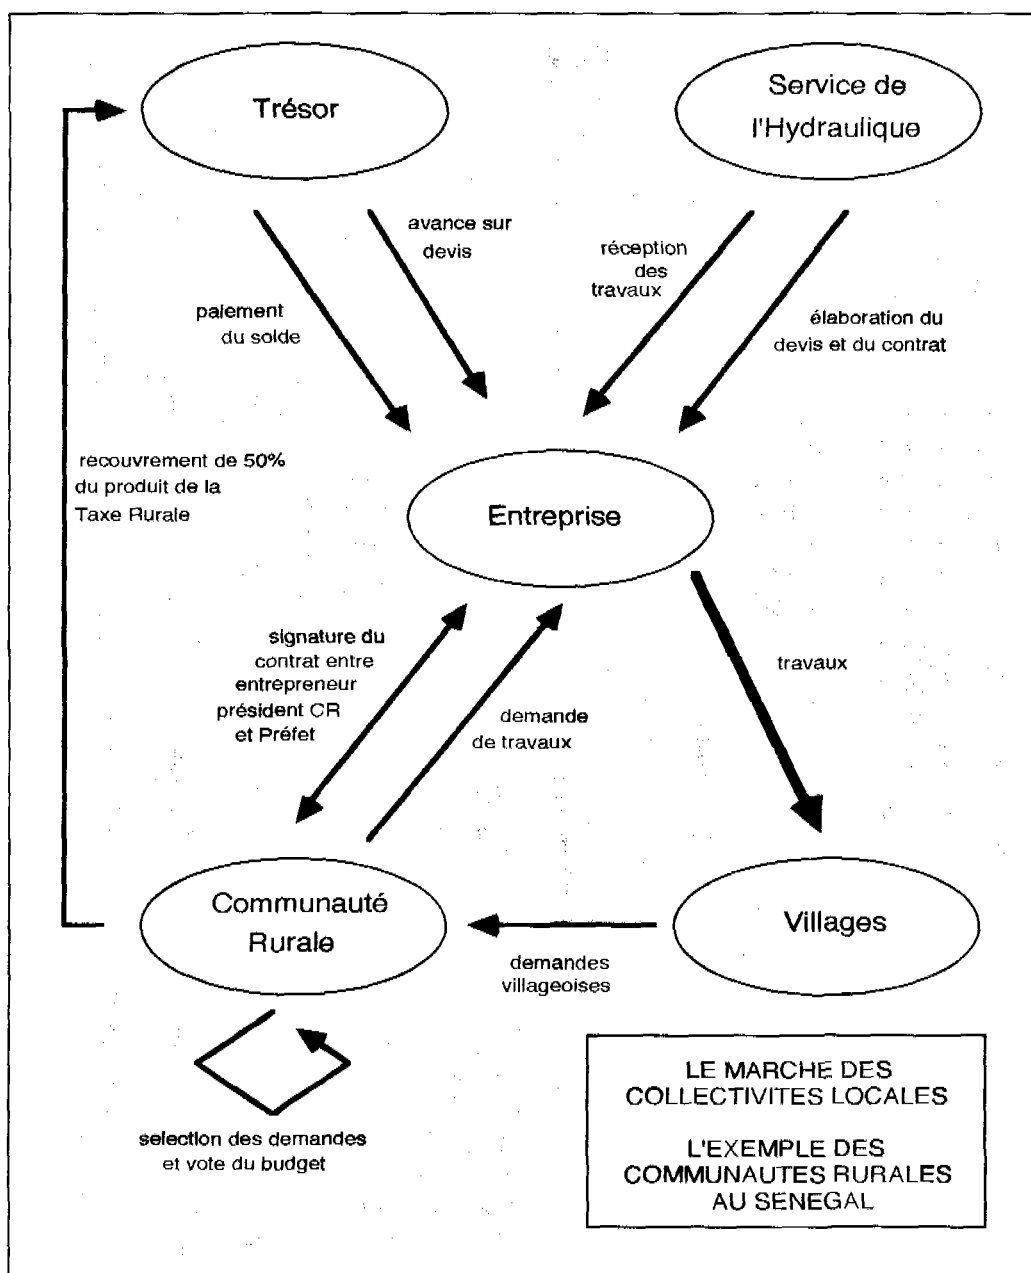 Trésor
Service de
l'Hydraulique
avance sur
devis
réception
des
travaux
paiement
du solde
élaboration du
devis et du contrat
recouvrement de 50%
du produit de la
Taxe Rurale
Entreprise
signature du
contrat entre
entrepreneur
président CR
et Préfet
travaux
demande
de travaux
Communauté
Rurale
Villages
demandes
villageoises
selection des demandes
et vote du budget
LE MARCHE DES
COLLECTIVITES LOCALES
L'EXEMPLE DES
COMMUNAUTES RURALES
AU SENEGAL